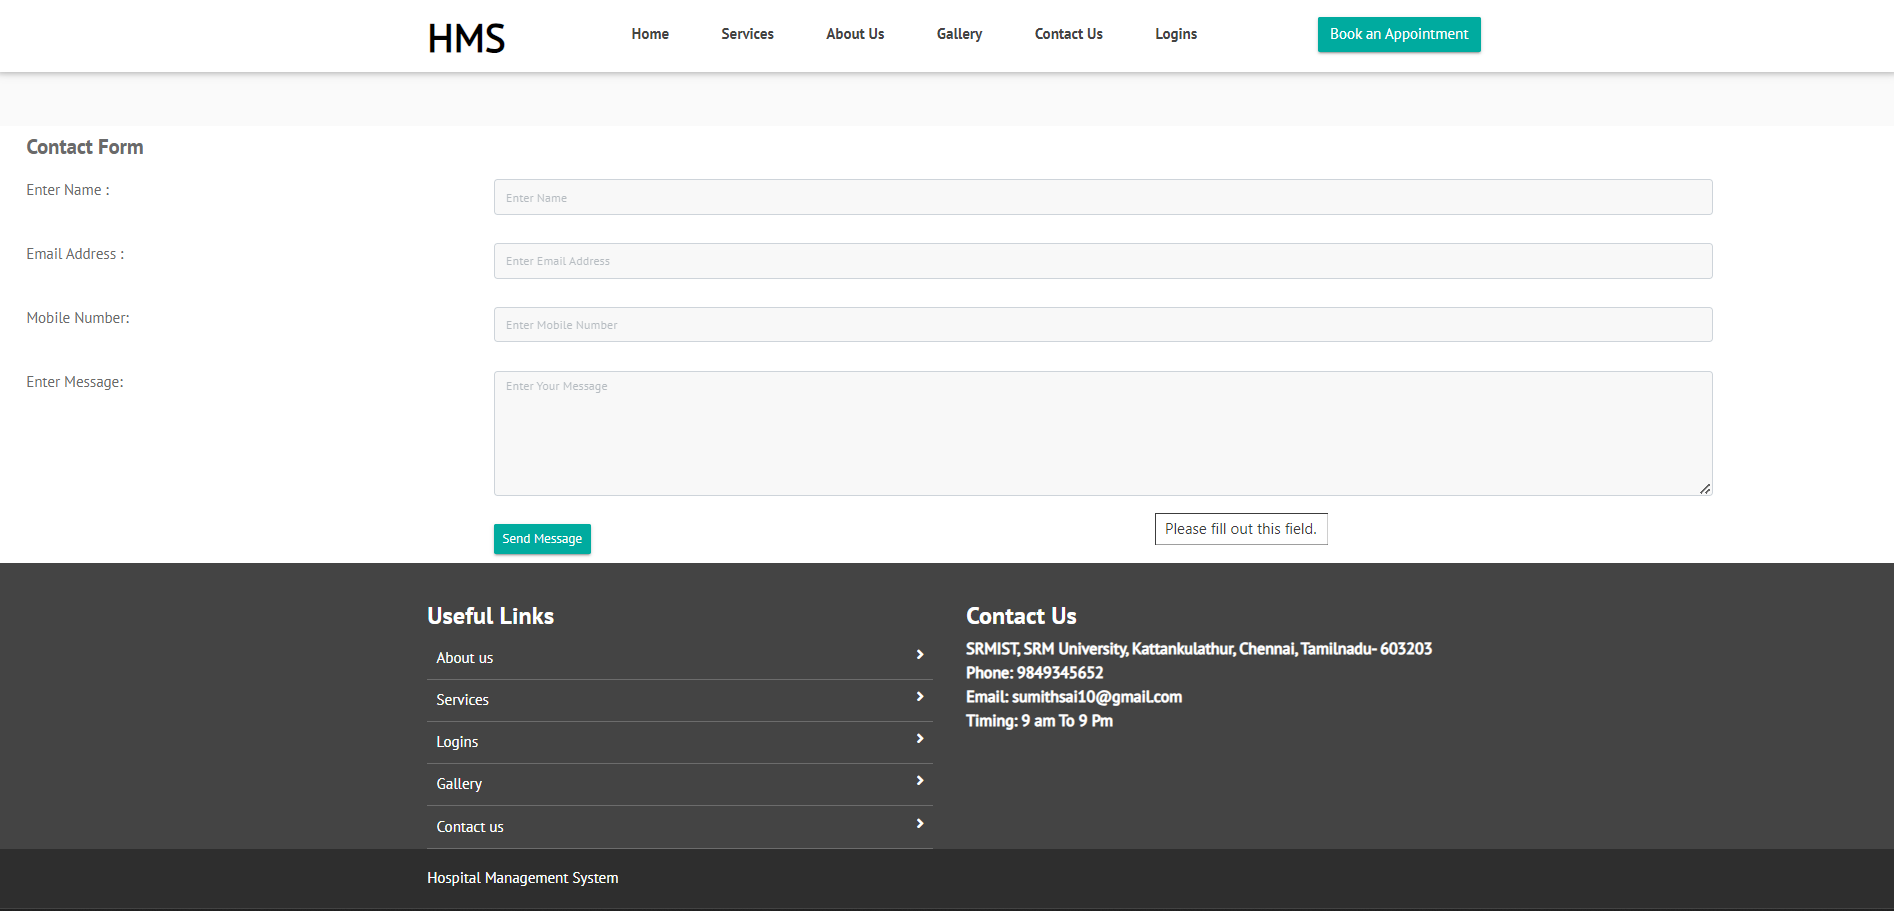 HMS
Home Services About Us Gallery Contact Us Logins
Book an Appointment
Contact Form
Enter Name :
Enter Name
Email Address :
Enter Email Address
Mobile Number:
Enter Mobile Number
Enter Message:
Enter Your Message
Send Message
Please fill out this field.
Useful Links
About us
Services
Logins
Gallery
Contact us
Contact Us
SRMIST, SRM University, Kattankulathur, Chennai, Tamilnadu- 603203
Phone: 9849345652
Email: sumithsai10@gmail.com
Timing: 9 am To 9 Pm
Hospital Management System